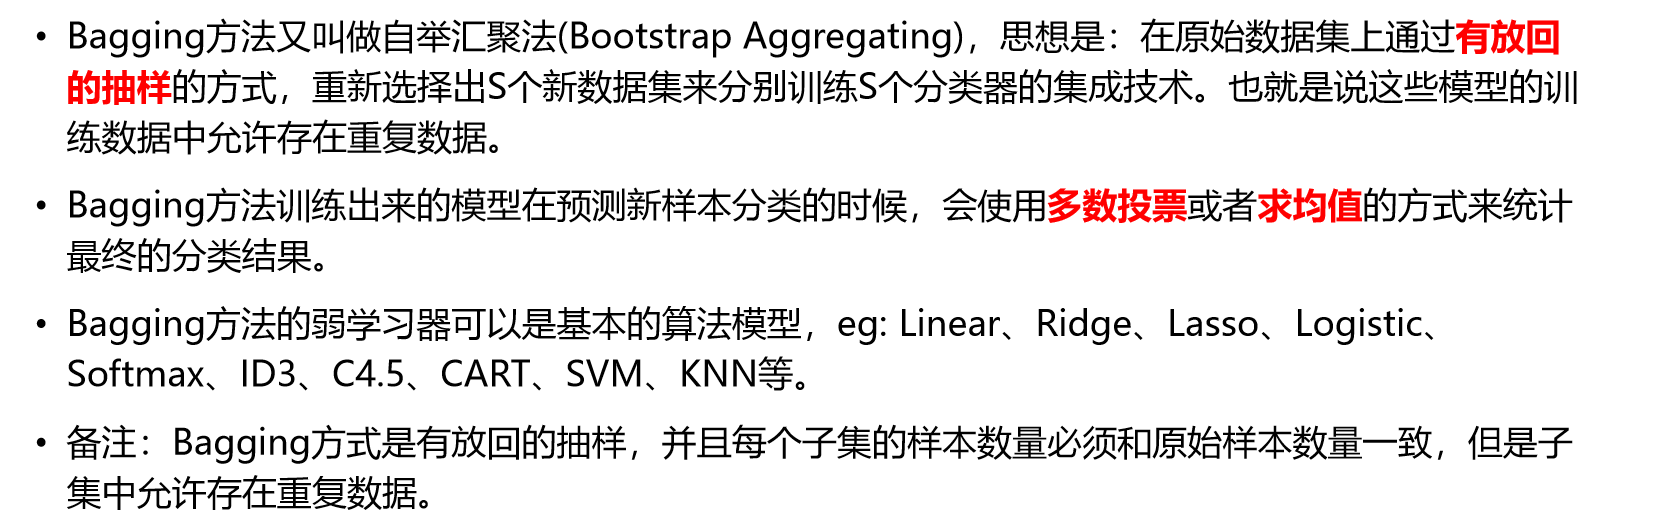 • Bagging方法又叫做自举汇聚法(Bootstrap Aggregating)，思想是：在原始数据集上通过有放回
的抽样的方式，重新选择出S个新数据集来分别训练S个分类器的集成技术。也就是说这些模型的训
练数据中允许存在重复数据。
• Bagging方法训练出来的模型在预测新样本分类的时候，会使用多数投票或者求均值的方式来统计
最终的分类结果。
• Bagging方法的弱学习器可以是基本的算法模型，eg: Linear、Ridge、Lasso、Logistic、
Softmax、ID3、C4.5、CART、SVM、KNN等。
• 备注：Bagging方式是有放回的抽样，并且每个子集的样本数量必须和原始样本数量一致，但是子
集中允许存在重复数据。